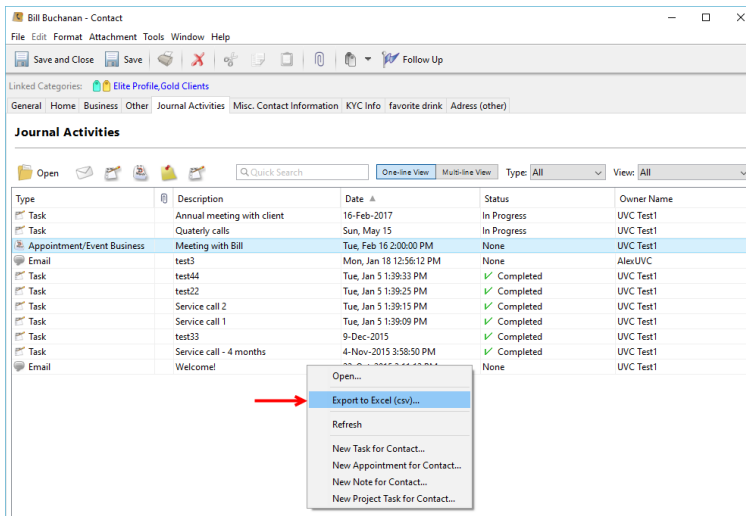 Bill Buchanan - Contact
File Edit Format Attachment Tools Window Help
Save and Close Save Follow Up
Linked Categories: Elite Profile,Gold Clients
General Home Business Other Journal Activities Misc. Contact Information KYC Info favorite drink Adress (other)
Journal Activities
Open Quick Search One-line View Multi-line View Type: All View: All
Type Description Date Status Owner Name
Task Annual meeting with client 16-Feb-2017 In Progress UVC Test1
Task Quaterly calls Sun, May 15 In Progress UVC Test1
Appointment/Event Business Meeting with Bill Tue, Feb 16 2:00:00 PM None UVC Test1
Email test3 Mon, Jan 18 12:56:12 PM None AlexUVC
Task test44 Tue, Jan 5 1:39:33 PM Completed UVC Test1
Task test22 Tue, Jan 5 1:39:25 PM Completed UVC Test1
Task Service call 2 Tue, Jan 5 1:39:15 PM Completed UVC Test1
Task Service call 1 Tue, Jan 5 1:39:09 PM Completed UVC Test1
Task test33 9-Dec-2015 Completed UVC Test1
Task Service call - 4 months 4-Nov-2015 3:58:50 PM Completed UVC Test1
Email Welcome! None UVC Test1
Open...
Export to Excel (csv)...
Refresh
New Task for Contact...
New Appointment for Contact...
New Note for Contact...
New Project Task for Contact...